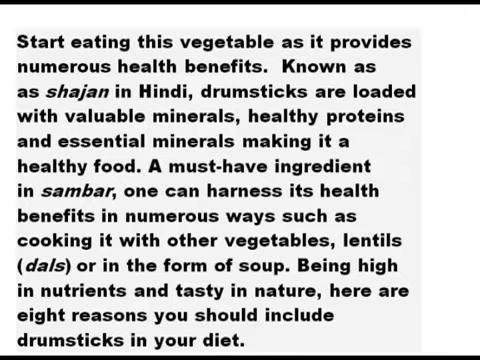 Start eating this vegetable as it provides
numerous health benefits.  Known as
as shajan in Hindi, drumsticks are loaded
with valuable minerals, healthy proteins
and essential minerals making it a
healthy food. A must-have ingredient
in sambar, one can harness its health
benefits in numerous ways such as
cooking it with other vegetables, lentils
(dals) or in the form of soup. Being high
in nutrients and tasty in nature, here are
eight reasons you should include
drumsticks in your diet.